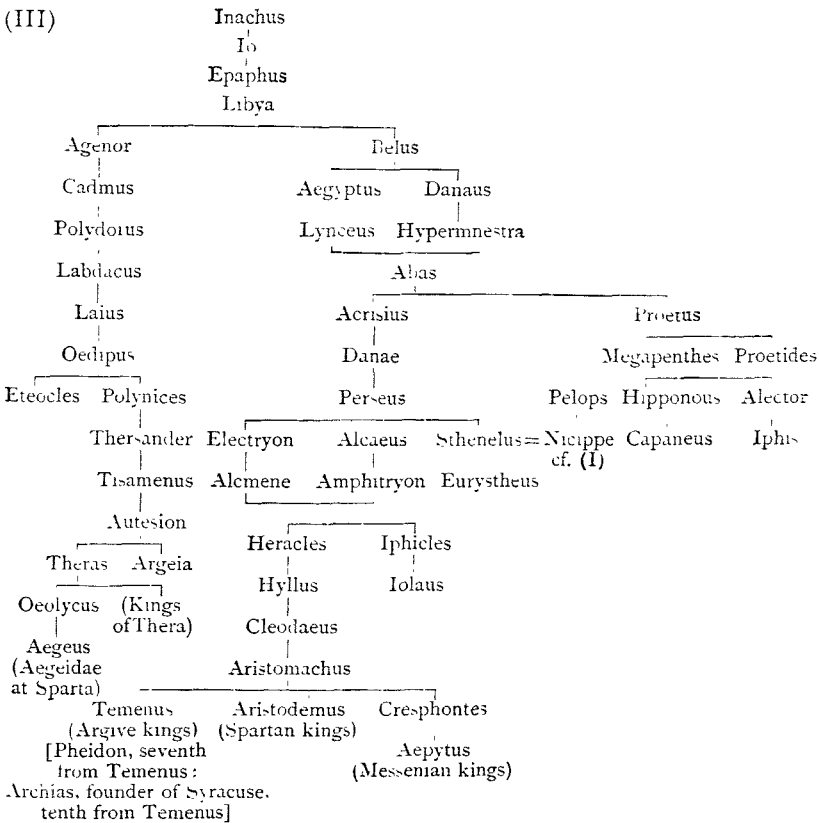 (III)
Inachus
Io
Epaphus
Libya
Agenor Belus
Cadmus Aegyptus Danaus
Polydorus Lynceus Hypermnestra
Labdacus Abas
Laius Acrisius Proetus
Oedipus Danae Megapenthes Proetides
Eteocles Polynices Perseus Pelops Hipponous Alector
Thersander Electryon Alcaeus Sthenelus = Nicippe Capaneus Iphis
cf. (I)
Tisamenus Alcmene Amphitryon Eurystheus
Autesion
Heracles Iphicles
Theras Argeia
Hyllus Iolaus
Oeolycus (Kings
of Thera)
Cleodaeus
Aegeus
(Aegeidae
at Sparta)
Aristomachus
Temenus Aristodemus Cresphontes
(Argive kings) (Spartan kings)
[Pheidon, seventh Aepytus
from Temenus: (Messenian kings)
Archias, founder of Syracuse,
tenth from Temenus]